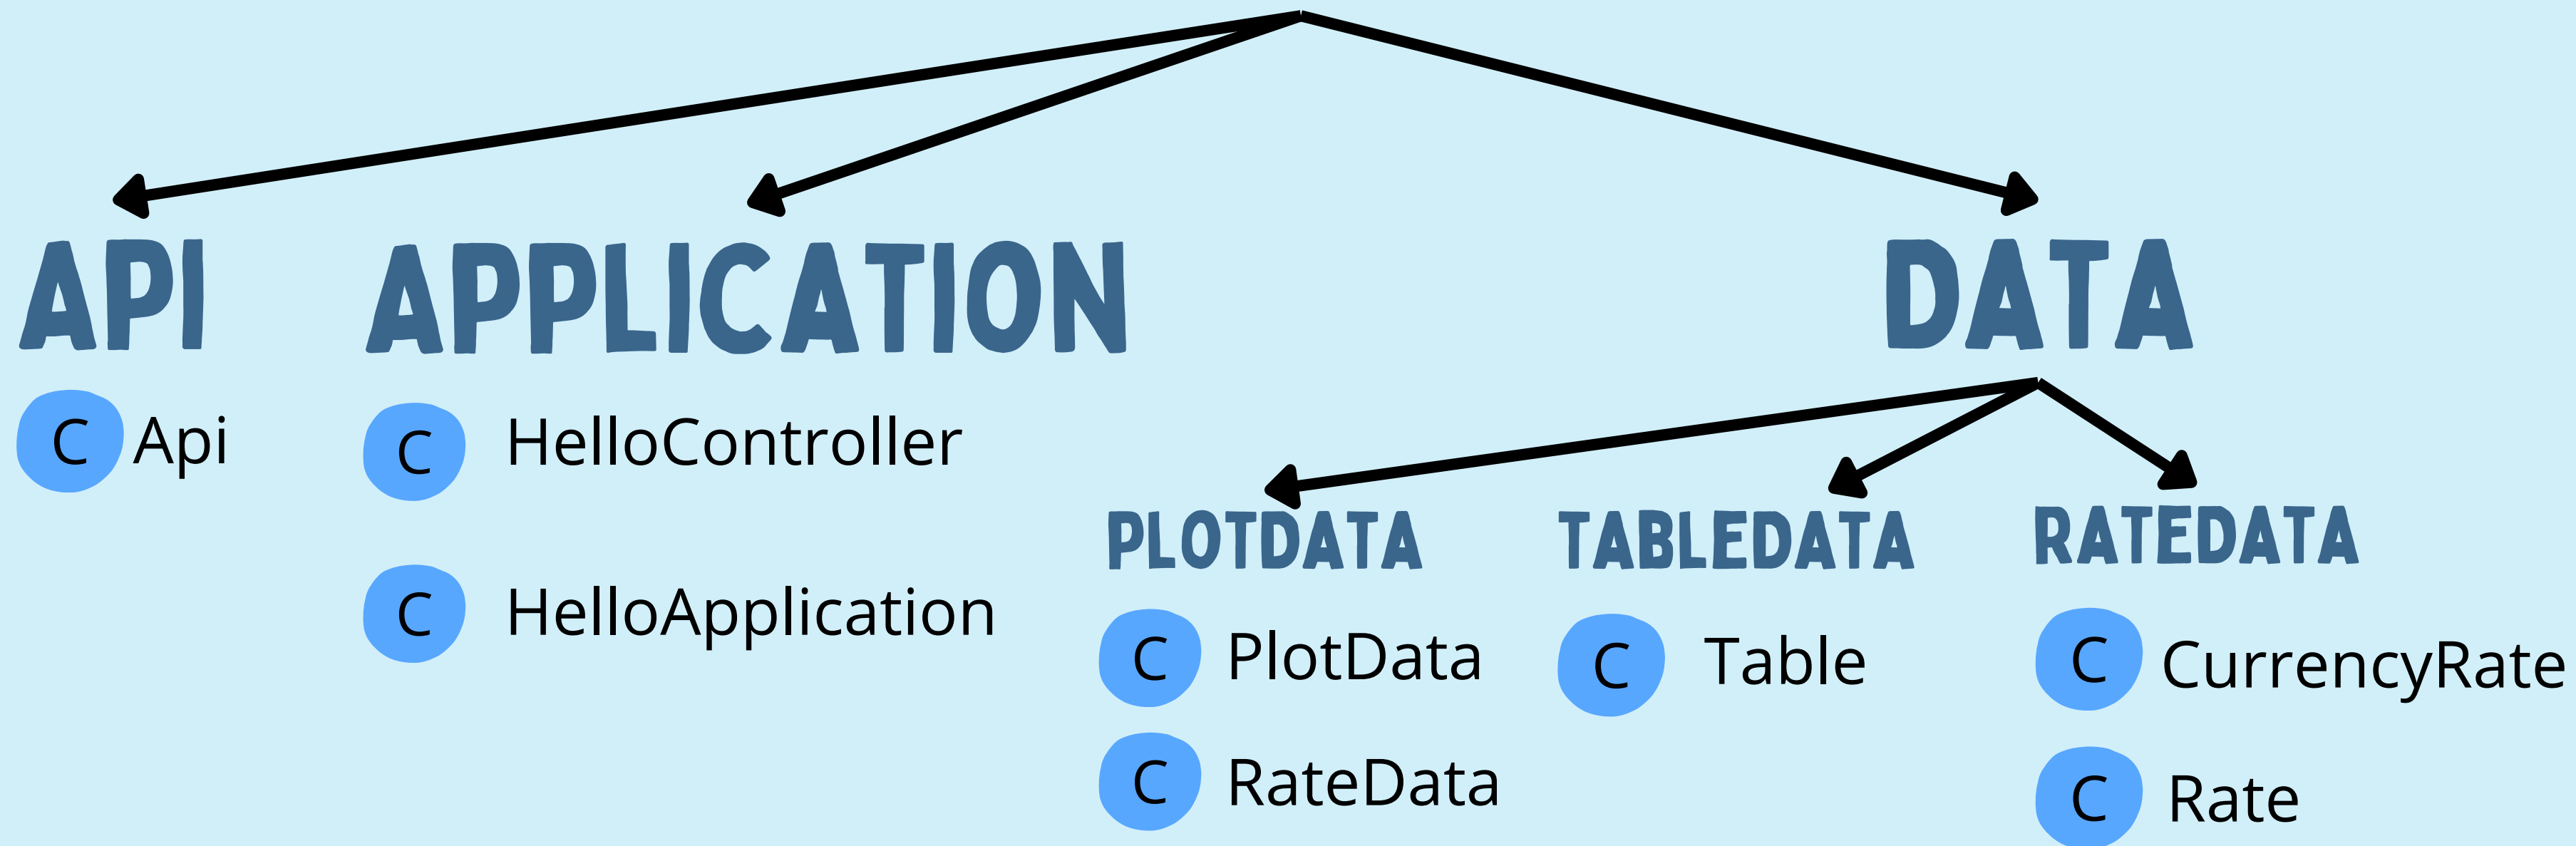 API
C Api
APPLICATION
C HelloController
C HelloApplication
DATA
PLOTDATA
C PlotData
C RateData
TABLEDATA
C Table
RATEDATA
C CurrencyRate
C Rate